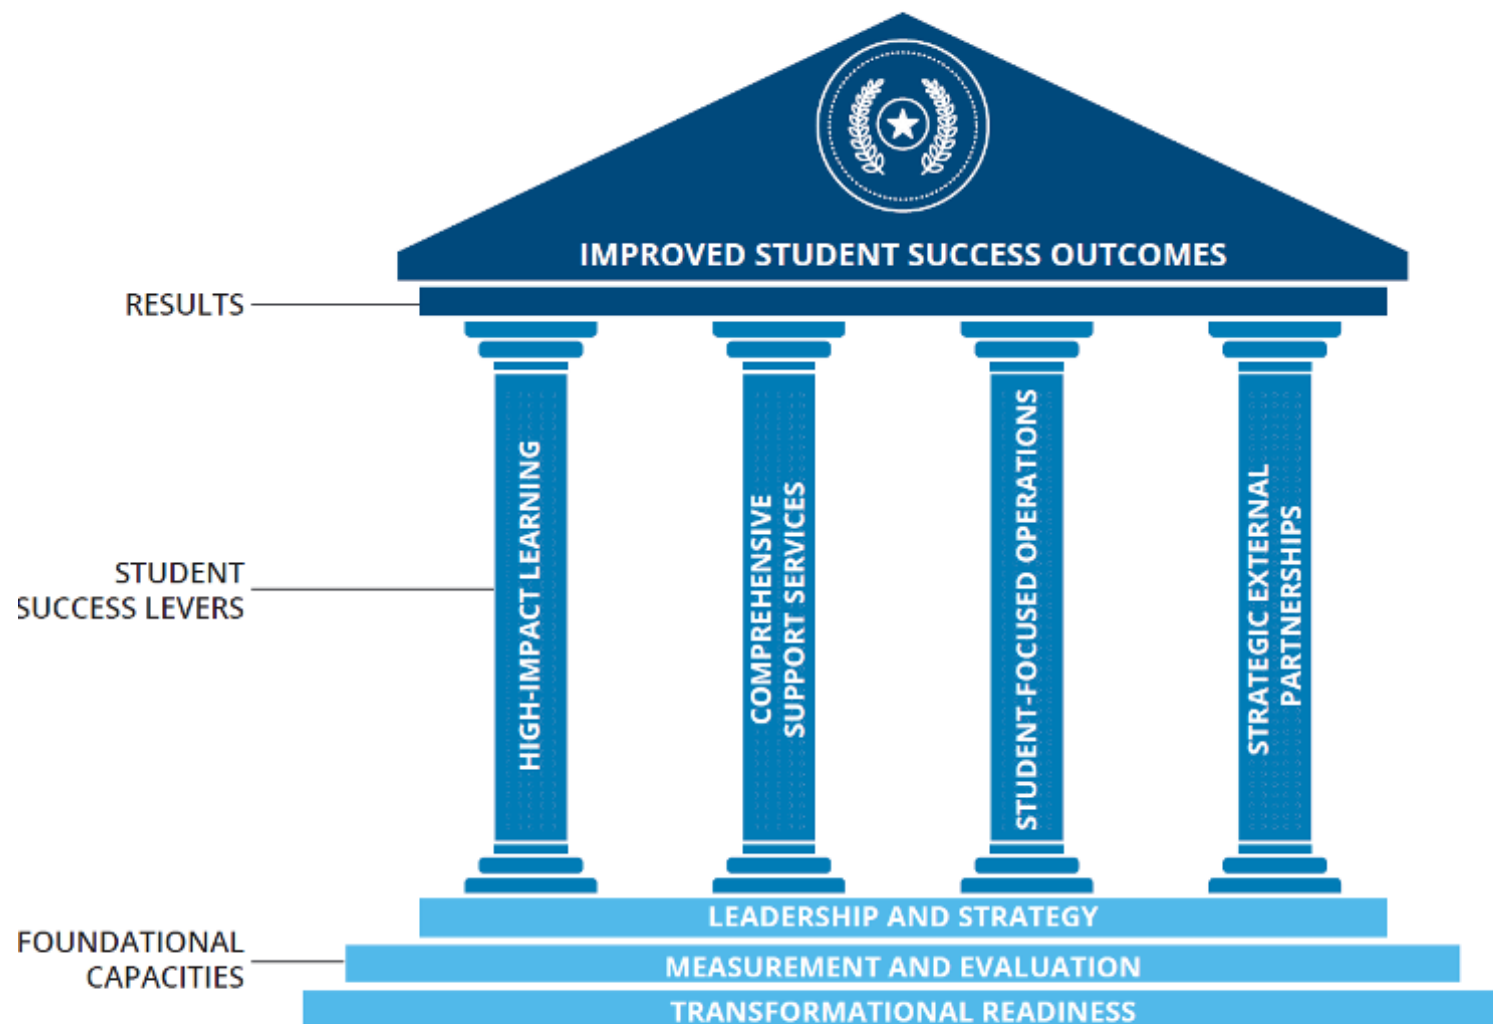 IMPROVED STUDENT SUCCESS OUTCOMES
RESULTS
HIGH-IMPACT LEARNING
COMPREHENSIVE
SUPPORT SERVICES
STUDENT-FOCUSED OPERATIONS
STRATEGIC EXTERNAL
PARTNERSHIPS
STUDENT
SUCCESS LEVERS
LEADERSHIP AND STRATEGY
FOUNDATIONAL
CAPACITIES
MEASUREMENT AND EVALUATION
TRANSFORMATIONAL READINESS